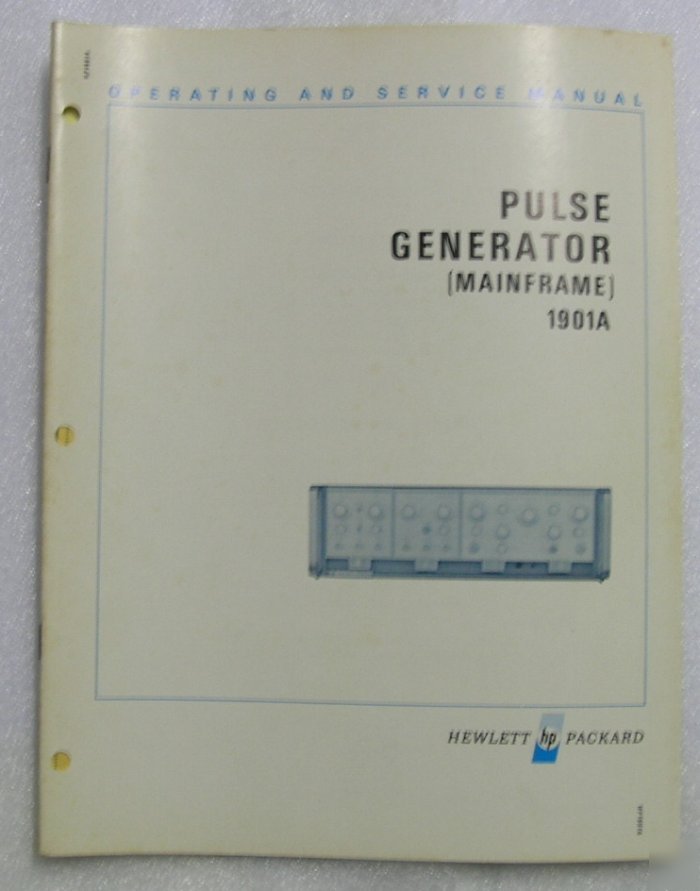 OPERATING AND SERVICE MANUAL
PULSE
GENERATOR
(MAINFRAME)
1901A
HEWLETT hp PACKARD